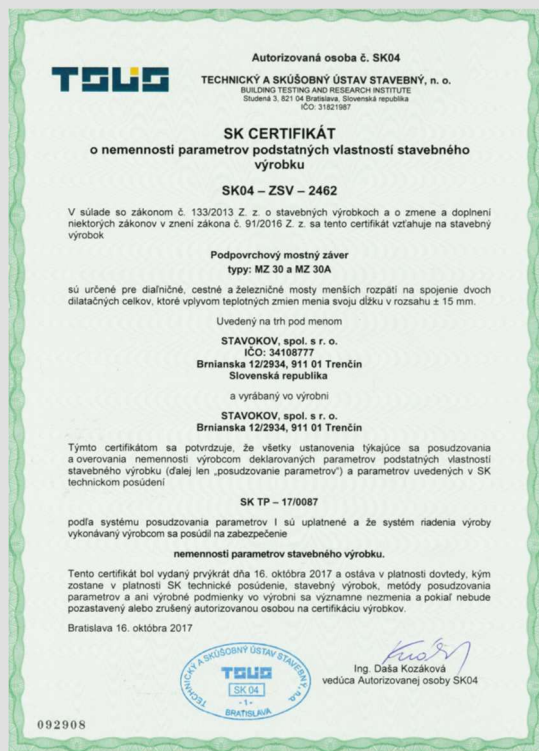 TSÚS
Autorizovaná osoba č. SK04
TECHNICKÝ A SKÚŠOBNÝ ÚSTAV STAVEBNÝ, n. o.
BUILDING TESTING AND RESEARCH INSTITUTE
Studená 3, 821 04 Bratislava, Slovenská republika
IČO: 31821987
SK CERTIFIKÁT
o nemennosti parametrov podstatných vlastností stavebného
výrobku
SK04 – ZSV – 2462
V súlade so zákonom č. 133/2013 Z. z. o stavebných výrobkoch a o zmene a doplnení
niektorých zákonov v znení zákona č. 91/2016 Z. z. sa tento certifikát vzťahuje na stavebný
výrobok
Podpovrchový mostný záver
typy: MZ 30 a MZ 30A
sú určené pre diaľničné, cestné a železničné mosty menších rozpätí na spojenie dvoch
dilatačných celkov, ktoré vplyvom teplotných zmien menia svoju dĺžku v rozsahu ± 15 mm.
Uvedený na trh pod menom
STAVOKOV, spol. s r. o.
IČO: 34108777
Brnianska 12/2934, 911 01 Trenčín
Slovenská republika
a vyrábaný vo výrobni
STAVOKOV, spol. s r. o.
Brnianska 12/2934, 911 01 Trenčín
Týmto certifikátom sa potvrdzuje, že všetky ustanovenia týkajúce sa posudzovania
a overovania nemennosti výrobcom deklarovaných parametrov podstatných vlastností
stavebného výrobku (ďalej len „posudzovanie parametrov") a parametrov uvedených v SK
technickom posúdení
SK TP – 17/0087
podľa systému posudzovania parametrov I sú uplatnené a že systém riadenia výroby
vykonávaný výrobcom sa posúdil na zabezpečenie
nemennosti parametrov stavebného výrobku.
Tento certifikát bol vydaný prvýkrát dňa 16. októbra 2017 a ostáva v platnosti dovtedy, kým
zostane v platnosti SK technické posúdenie, stavebný výrobok, metódy posudzovania
parametrov a ani výrobné podmienky vo výrobni sa významne nezmenia a pokiaľ nebude
pozastavený alebo zrušený autorizovanou osobou na certifikáciu výrobkov.
Bratislava 16. októbra 2017
TECHNICKÝ A SKÚŠOBNÝ ÚSTAV STAVEBNÝ, n.o.
TSÚS
SK 04
- 1 -
BRATISLAVA
Ing. Daša Kozáková
vedúca Autorizovanej osoby SK04
092908